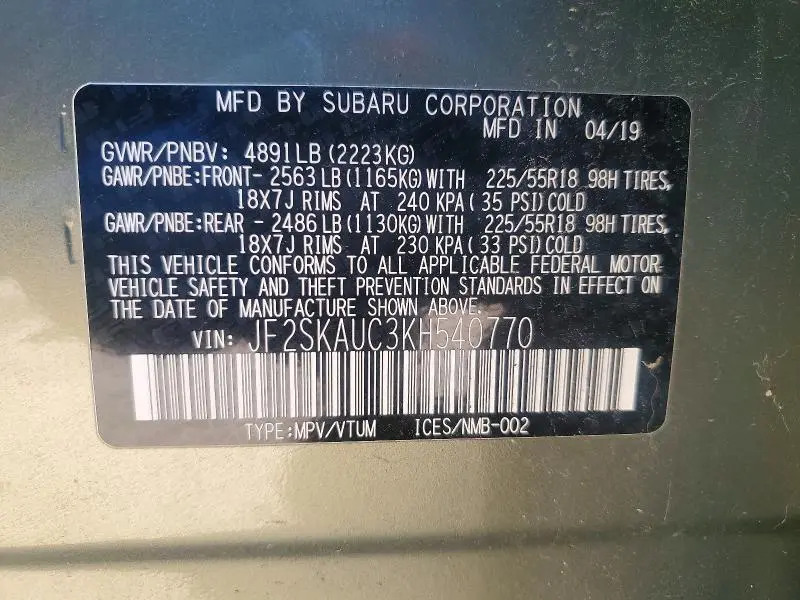 MFD BY SUBARU CORPORATION
MFD IN 04/19
GVWR/PNBV: 4891LB (2223KG)
GAWR/PNBE:FRONT- 2563LB (1165KG) WITH 225/55R18 98H TIRES,
18X7J RIMS AT 240 KPA (35 PSI) COLD
GAWR/PNBE:REAR - 2486LB (1130KG) WITH 225/55R18 98H TIRES,
18X7J RIMS AT 230 KPA (33 PSI) COLD
THIS VEHICLE CONFORMS TO ALL APPLICABLE FEDERAL MOTOR
VEHICLE SAFETY AND THEFT PREVENTION STANDARDS IN EFFECT ON
THE DATE OF MANUFACTURE SHOWN ABOVE.
VIN: JF2SKAUC3KH540770
TYPE:MPV/VTUM ICES/NMB-002